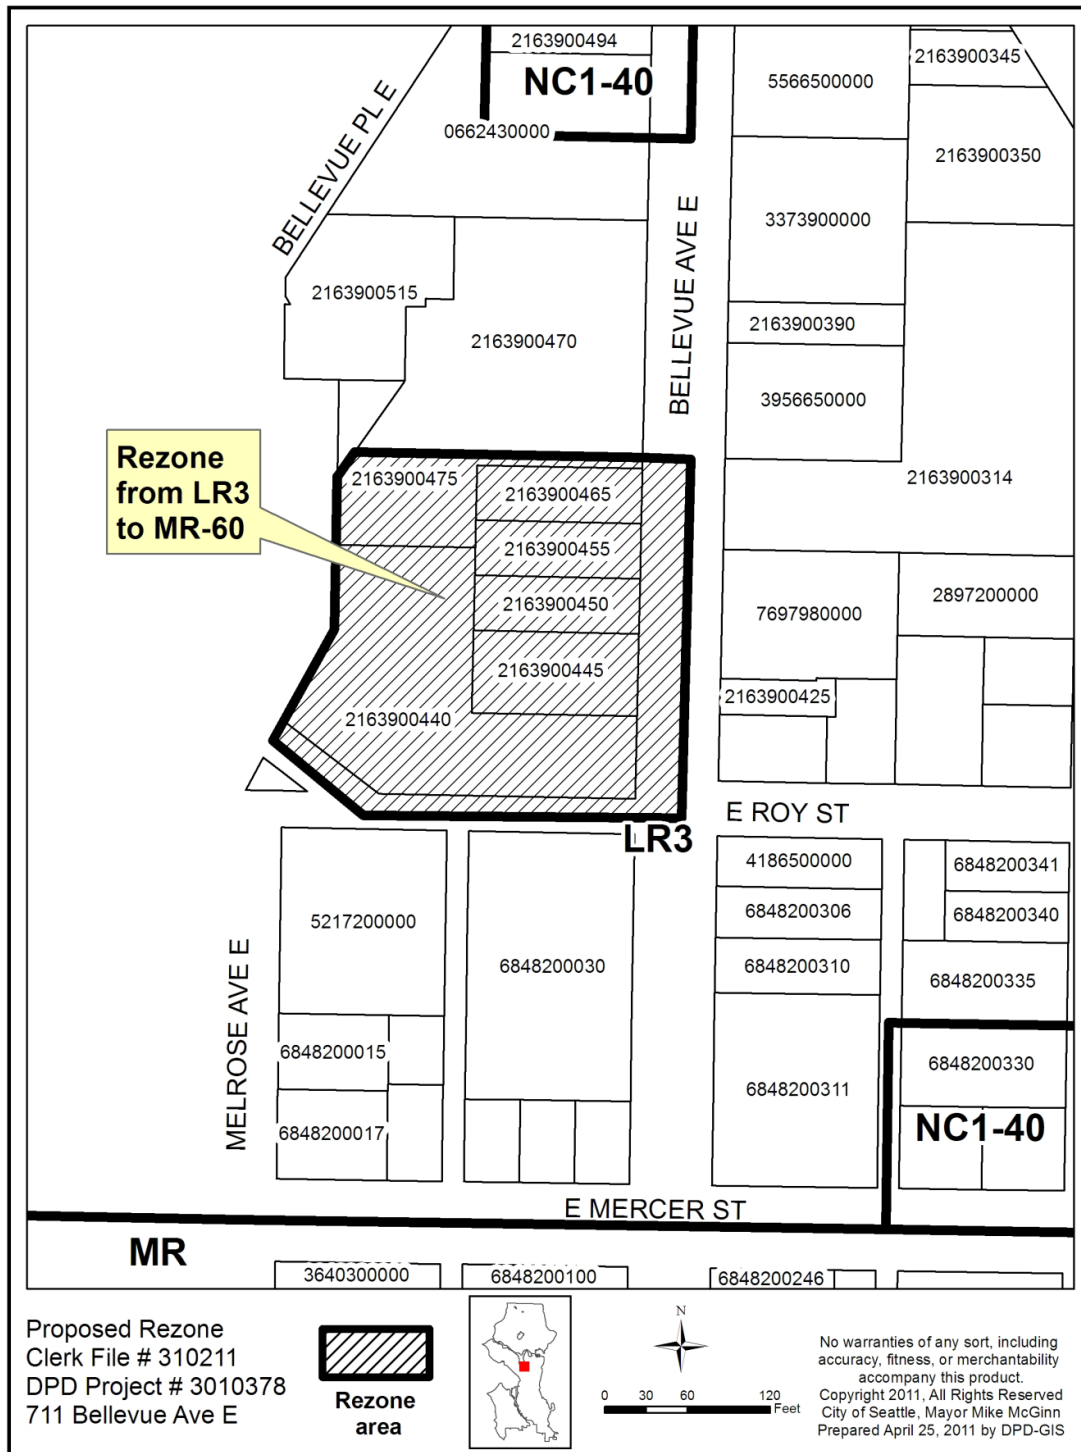 2163900494
NC1-40
0662430000
BELLEVUE PL E
5566500000
2163900345
2163900350
3373900000
BELLEVUE AVE E
2163900515
2163900470
2163900390
3956650000
2163900314
Rezone
from LR3
to MR-60
2163900475
2163900465
2163900455
2163900450
2163900445
2163900440
7697980000
2897200000
2163900425
E ROY ST
LR3
4186500000
6848200306
6848200310
6848200311
6848200341
6848200340
6848200335
6848200330
NC1-40
5217200000
6848200030
MELROSE AVE E
6848200015
6848200017
E MERCER ST
MR
3640300000
6848200100
6848200246
Proposed Rezone
Clerk File # 310211
DPD Project # 3010378
711 Bellevue Ave E
Rezone
area
N
0 30 60 120
Feet
No warranties of any sort, including
accuracy, fitness, or merchantability
accompany this product.
Copyright 2011, All Rights Reserved
City of Seattle, Mayor Mike McGinn
Prepared April 25, 2011 by DPD-GIS